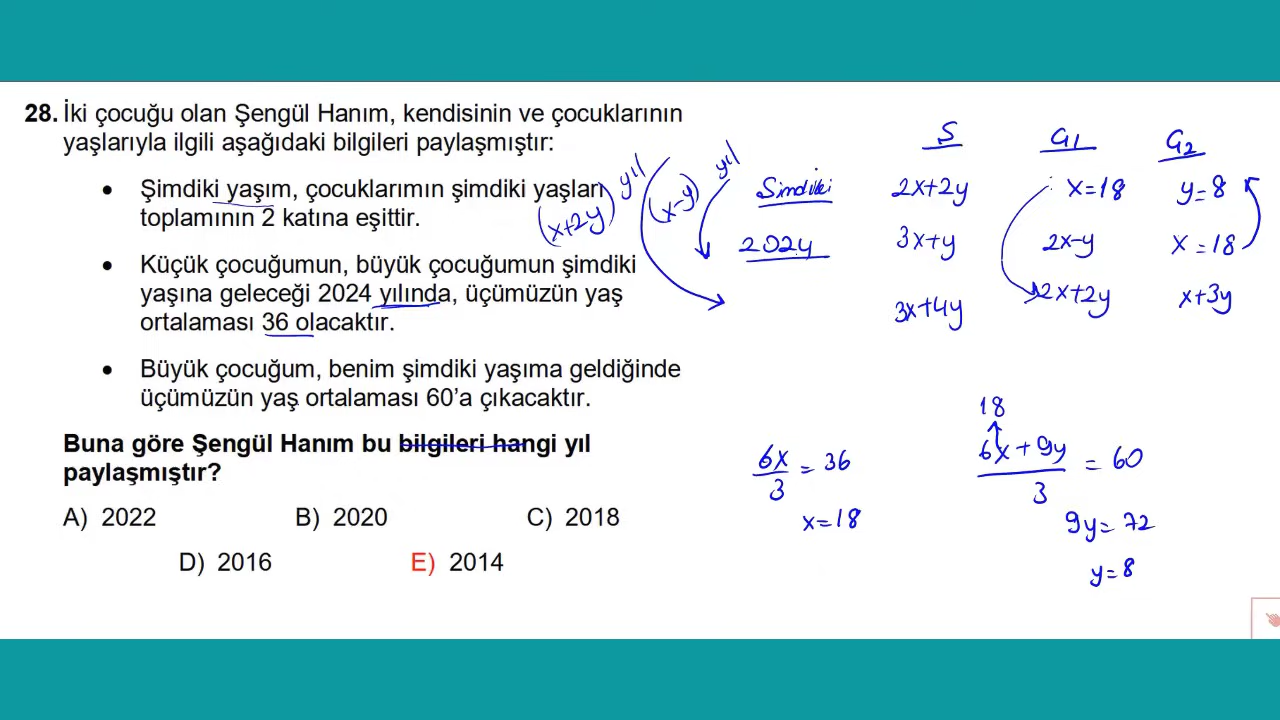 28. İki çocuğu olan Şengül Hanım, kendisinin ve çocuklarının
yaşlarıyla ilgili aşağıdaki bilgileri paylaşmıştır:
• Şimdiki yaşım, çocuklarımın şimdiki yaşları
toplamının 2 katına eşittir.
• Küçük çocuğumun, büyük çocuğumun şimdiki
yaşına geleceği 2024 yılında, üçümüzün yaş
ortalaması 36 olacaktır.
• Büyük çocuğum, benim şimdiki yaşıma geldiğinde
üçümüzün yaş ortalaması 60’a çıkacaktır.
Buna göre Şengül Hanım bu bilgileri hangi yıl
paylaşmıştır?
A) 2022 B) 2020 C) 2018
D) 2016 E) 2014
(x+2y) yıl (x-y) yıl
S G1 G2
Simdiki 2x+2y x=18 y=8
2024 3x+y 2x-y x=18
3x+4y 2x+2y x+3y
6x/3 = 36
x=18
18
6x+9y/3 = 60
9y=72
y=8